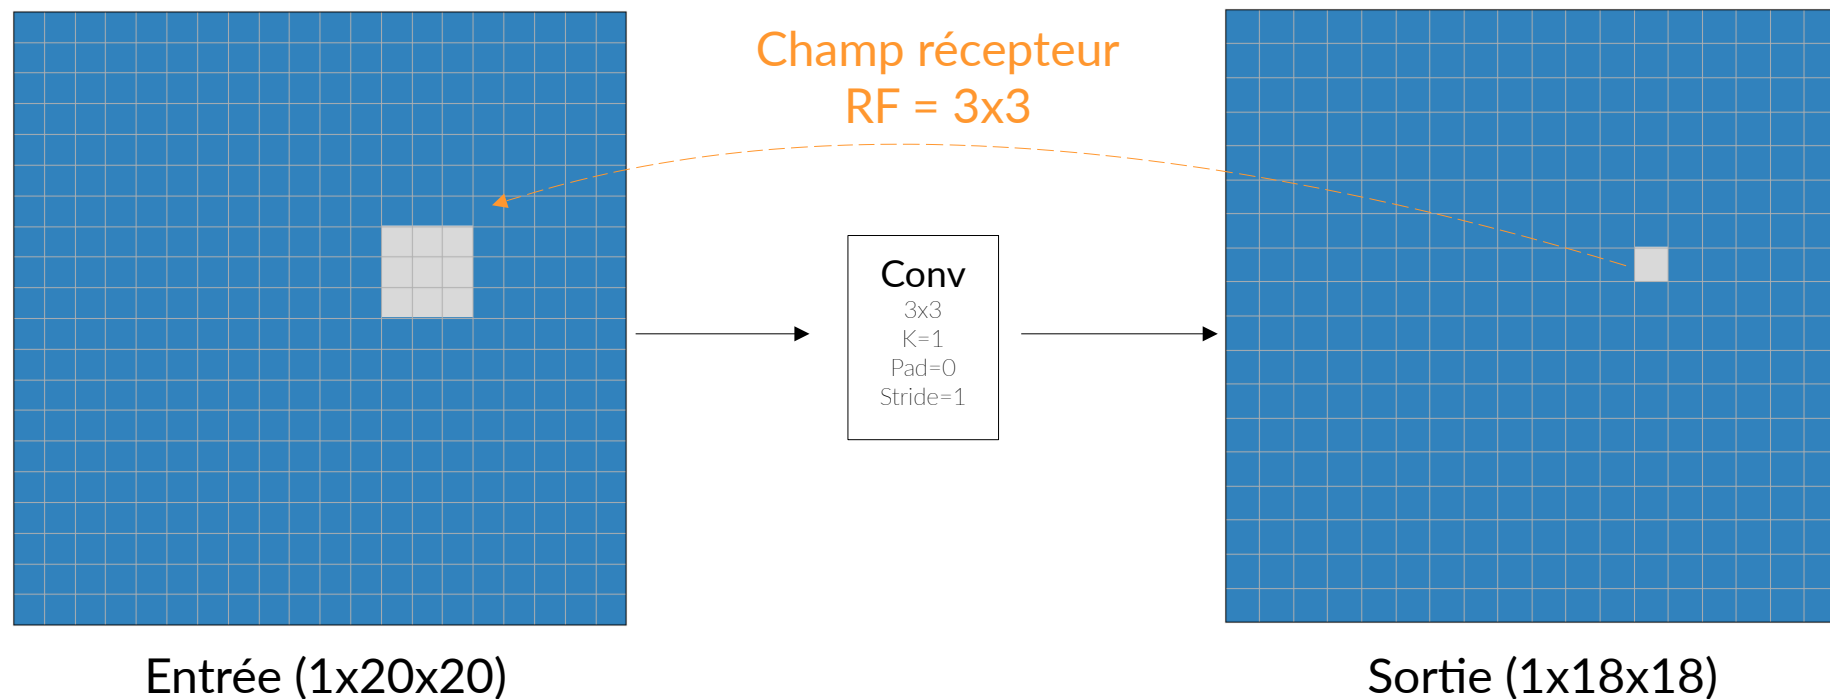 Champ récepteur
RF = 3x3
Conv
3x3
K=1
Pad=0
Stride=1
Entrée (1x20x20)
Sortie (1x18x18)